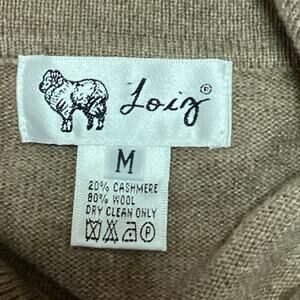 Loiz®
M
20% CASHMERE
80% WOOL
DRY CLEAN ONLY
P